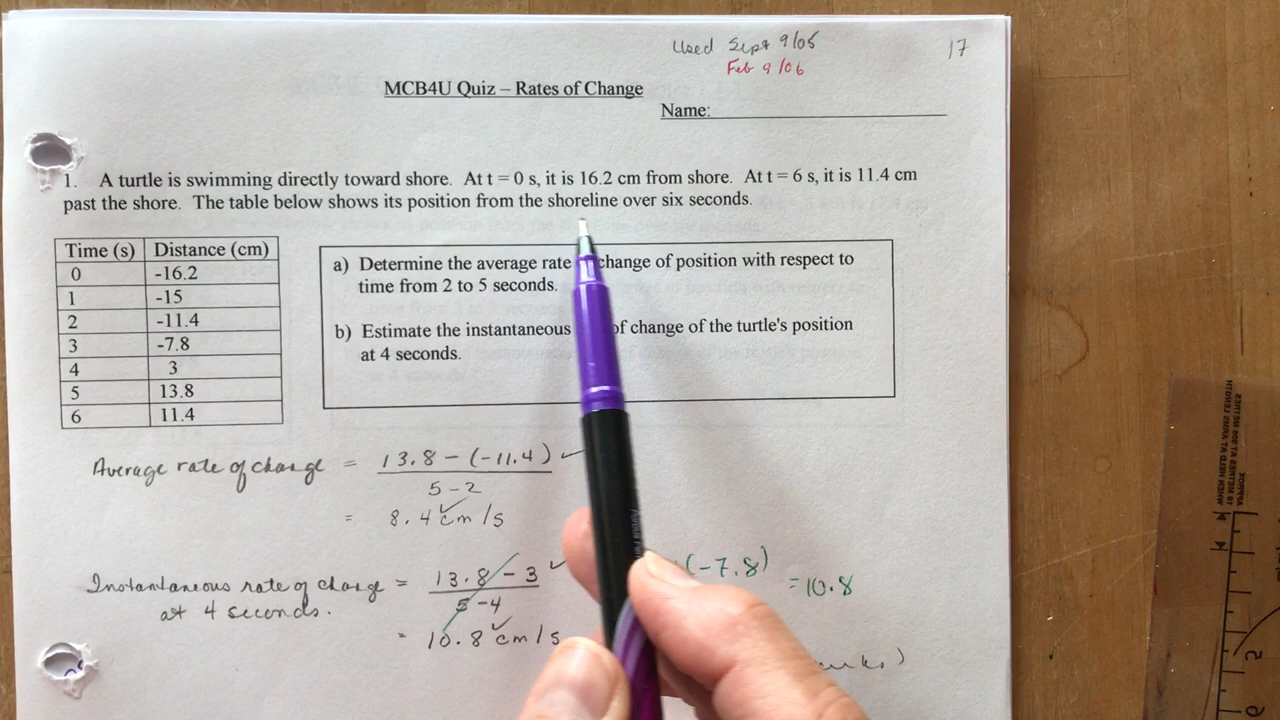 Used Sept 9/05
Feb 9/06
17
MCB4U Quiz – Rates of Change
Name:
1. A turtle is swimming directly toward shore. At t = 0 s, it is 16.2 cm from shore. At t = 6 s, it is 11.4 cm
past the shore. The table below shows its position from the shoreline over six seconds.
Time (s) Distance (cm)
0 -16.2
1 -15
2 -11.4
3 -7.8
4 3
5 13.8
6 11.4
a) Determine the average rate change of position with respect to
time from 2 to 5 seconds.
b) Estimate the instantaneous of change of the turtle's position
at 4 seconds.
Average rate of change = 13.8 - (-11.4)
5 - 2
= 8.4 cm/s
Instantaneous rate of change = 13.8 - 3
at 4 seconds. 5 - 4
= 10.8 cm/s
(-7.8)
= 10.8